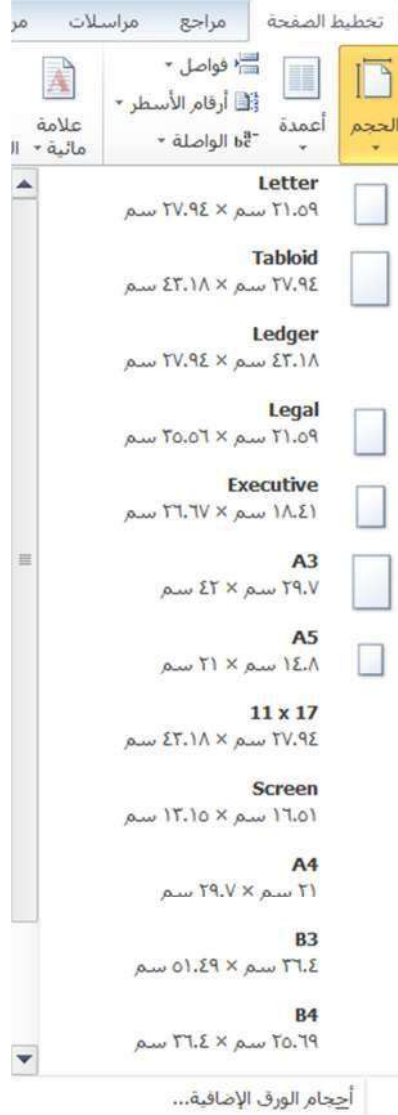 تخطيط الصفحة مراجع مراسلات مر
الحجم
أعمدة
فواصل
أرقام الأسطر
bc الواصلة
علامة مائية
Letter
٢١.٥٩ سم × ٢٧.٩٤ سم
Tabloid
٢٧.٩٤ سم × ٤٣.١٨ سم
Ledger
٤٣.١٨ سم × ٢٧.٩٤ سم
Legal
٢١.٥٩ سم × ٣٥.٥٦ سم
Executive
١٨.٤١ سم × ٢٦.٦٧ سم
A3
٢٩.٧ سم × ٤٢ سم
A5
١٤.٨ سم × ٢١ سم
11 x 17
٢٧.٩٤ سم × ٤٣.١٨ سم
Screen
١٦.٥١ سم × ١٣.١٥ سم
A4
٢١ سم × ٢٩.٧ سم
B3
٣٦.٤ سم × ٥١.٤٩ سم
B4
٢٥.٦٩ سم × ٣٦.٤ سم
أحجام الورق الإضافية...